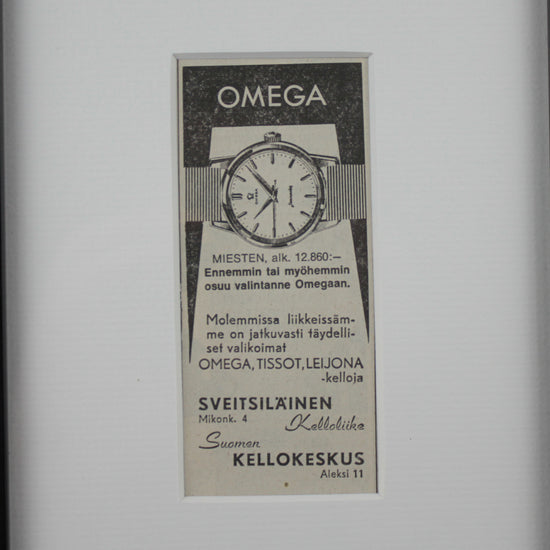 OMEGA
Ω
OMEGA
MIESTEN, alk. 12.860:—
Ennemmin tai myöhemmin
osuu valintanne Omegaan.
Molemmissa liikkeissäm-
me on jatkuvasti täydelli-
set valikoimat
OMEGA, TISSOT, LEIJONA
-kelloja
SVEITSILÄINEN
Mikonk. 4 Kelloliike
Suomen
KELLOKESKUS
Aleksi 11